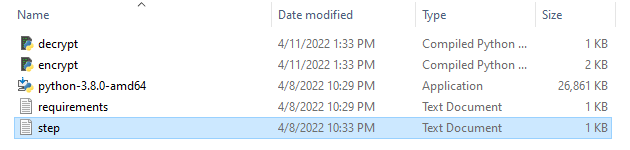 Name Date modified Type Size
decrypt 4/11/2022 1:33 PM Compiled Python ... 1 KB
encrypt 4/11/2022 1:33 PM Compiled Python ... 2 KB
python-3.8.0-amd64 4/8/2022 10:29 PM Application 26,861 KB
requirements 4/8/2022 10:29 PM Text Document 1 KB
step 4/8/2022 10:33 PM Text Document 1 KB